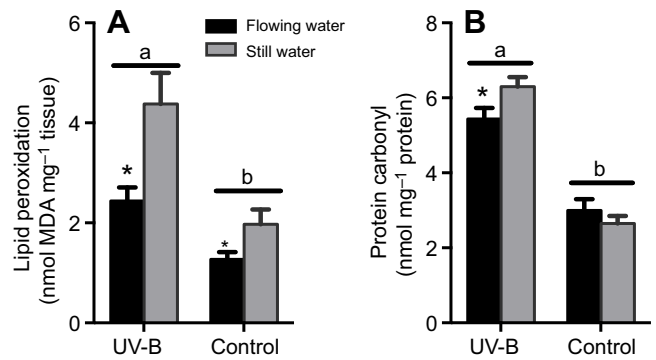 A
Flowing water
Still water
Lipid peroxidation
(nmol MDA mg–1 tissue)
6
4
2
0
a
*
b
*
UV-B
Control
B
Protein carbonyl
(nmol mg–1 protein)
8
6
4
2
0
a
*
b
UV-B
Control